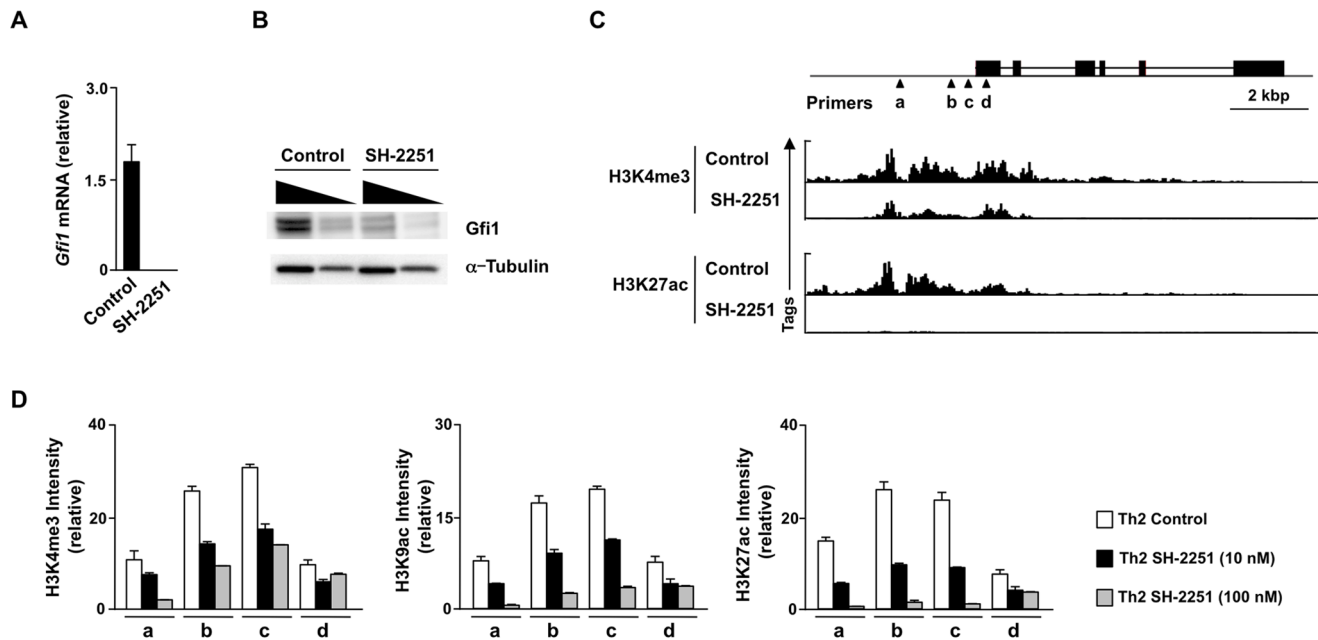 A
B
C
3.0
1.5
0
Gfi1 mRNA (relative)
Control
SH-2251
Control
SH-2251
Gfi1
α−Tubulin
Primers
a
b
c
d
2 kbp
H3K4me3
Control
SH-2251
H3K27ac
Control
SH-2251
Tags
D
H3K4me3 Intensity
(relative)
40
20
0
a
b
c
d
H3K9ac Intensity
(relative)
30
15
0
a
b
c
d
H3K27ac Intensity
(relative)
40
20
0
a
b
c
d
Th2 Control
Th2 SH-2251 (10 nM)
Th2 SH-2251 (100 nM)